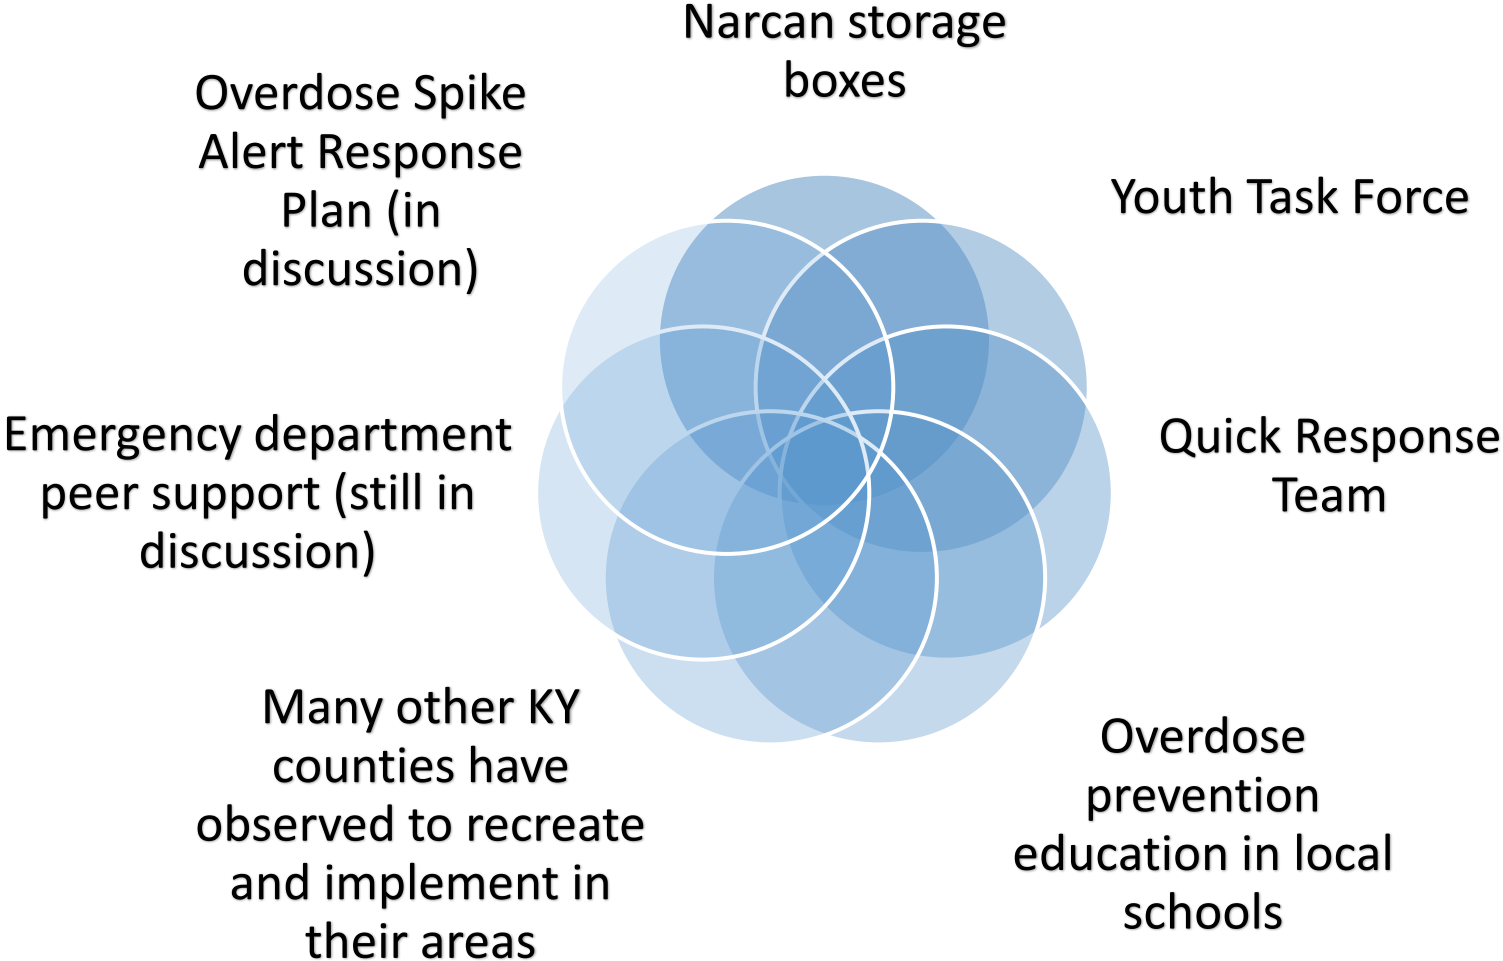 Narcan storage
boxes
Youth Task Force
Quick Response
Team
Overdose
prevention
education in local
schools
Many other KY
counties have
observed to recreate
and implement in
their areas
Emergency department
peer support (still in
discussion)
Overdose Spike
Alert Response
Plan (in
discussion)